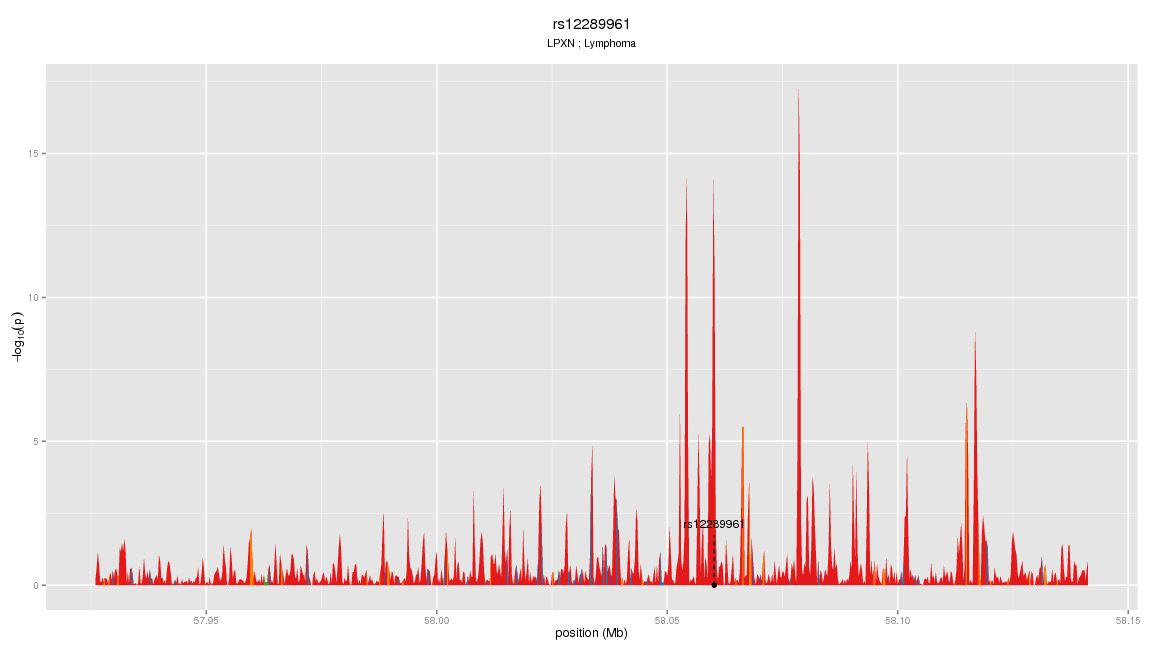 rs12289961
LPXN ; Lymphoma
−log10(p)
15
10
5
0
rs12289961
57.95 58.00 58.05 58.10 58.15
position (Mb)